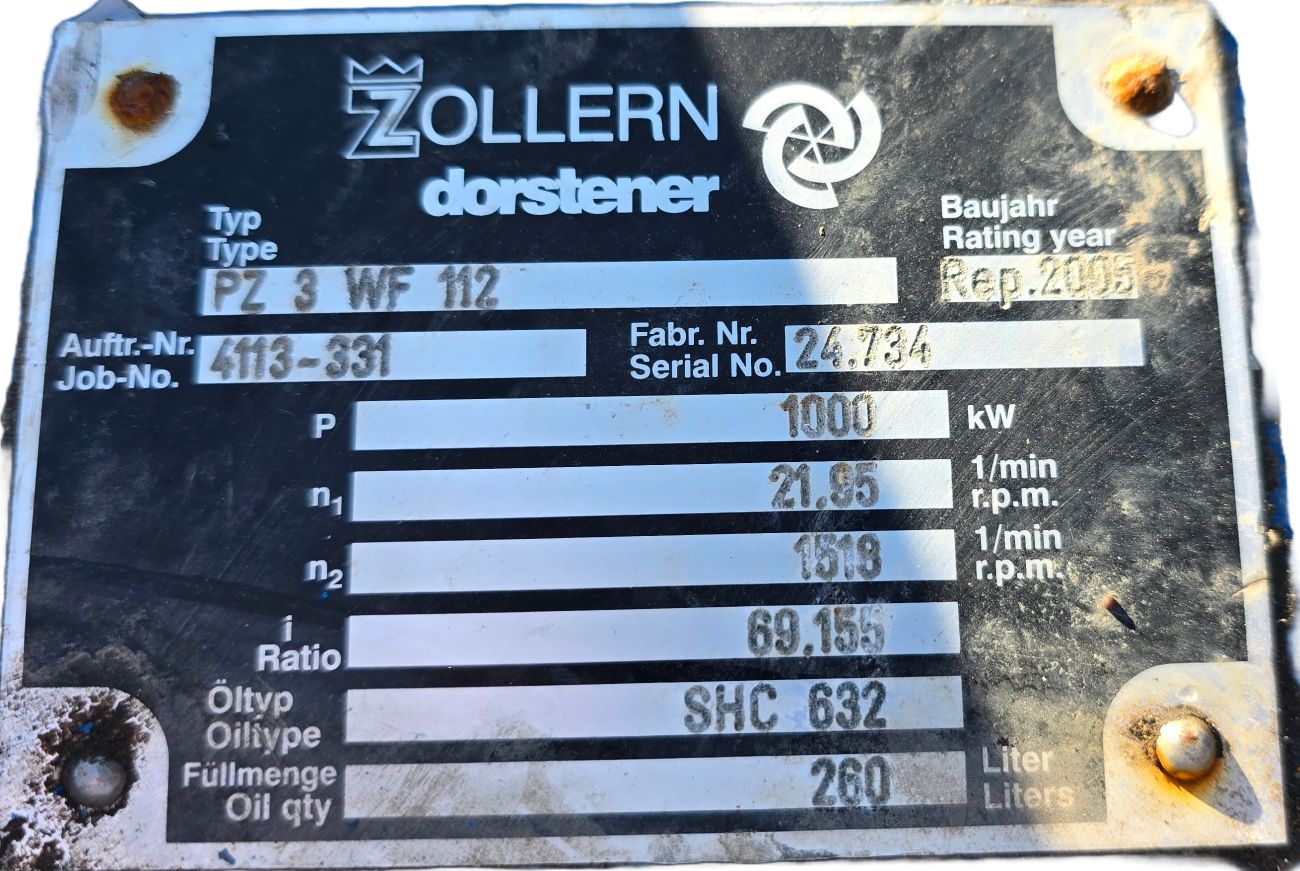 ZOLLERN
dorstener
Typ
Type PZ 3 WF 112
Baujahr
Rating year Rep.2005
Auftr.-Nr.
Job-No. 4113-331
Fabr. Nr.
Serial No. 24.734
P 1000 kW
n1 21.95 1/min
r.p.m.
n2 1518 1/min
r.p.m.
i
Ratio 69.155
Öltyp
Oiltype SHC 632
Füllmenge
Oil qty 260 Liter
Liters